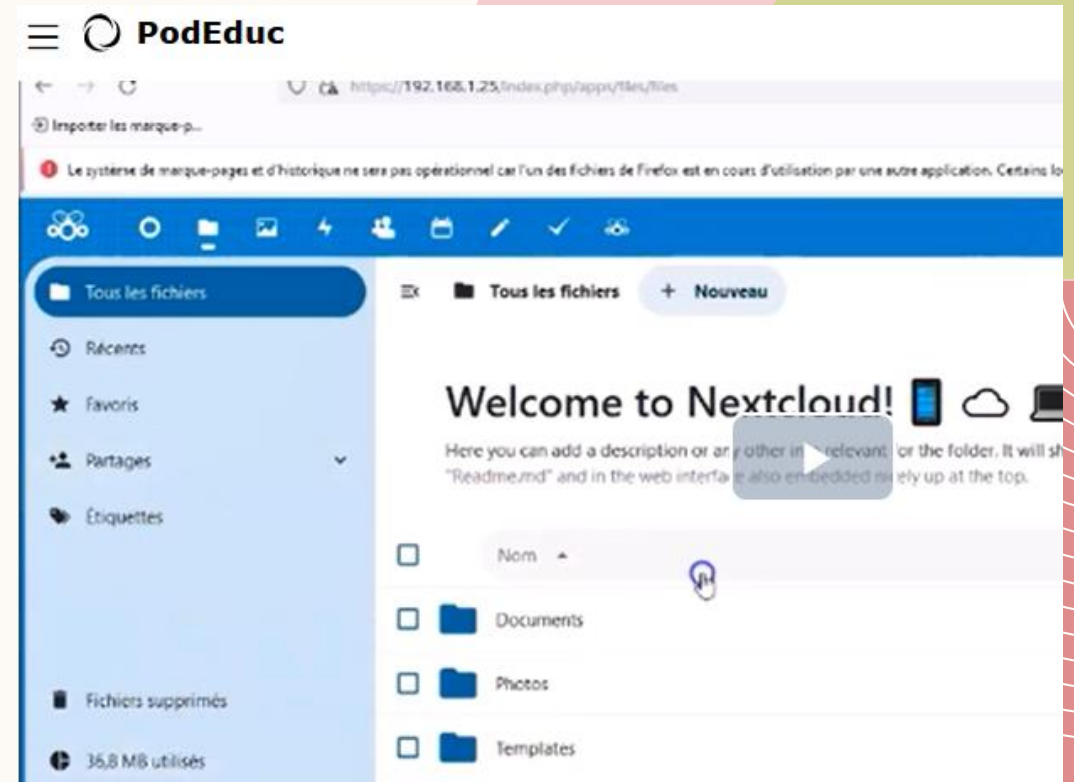 PodEduc
https://192.168.1.25/index.php/apps/files/files
Importer les marque-p...
Le système de marque-pages et d'historique ne sera pas opérationnel car l'un des fichiers de Firefox est en cours d'utilisation par une autre application. Certains lo
Tous les fichiers
Tous les fichiers
+ Nouveau
Récents
Favoris
Partages
Étiquettes
Welcome to Nextcloud!
Here you can add a description or any other in relevant for the folder. It will sh
"Readme.md" and in the web interface also embedded nicely up at the top.
Nom
Documents
Photos
Templates
Fichiers supprimés
36,8 MB utilisés